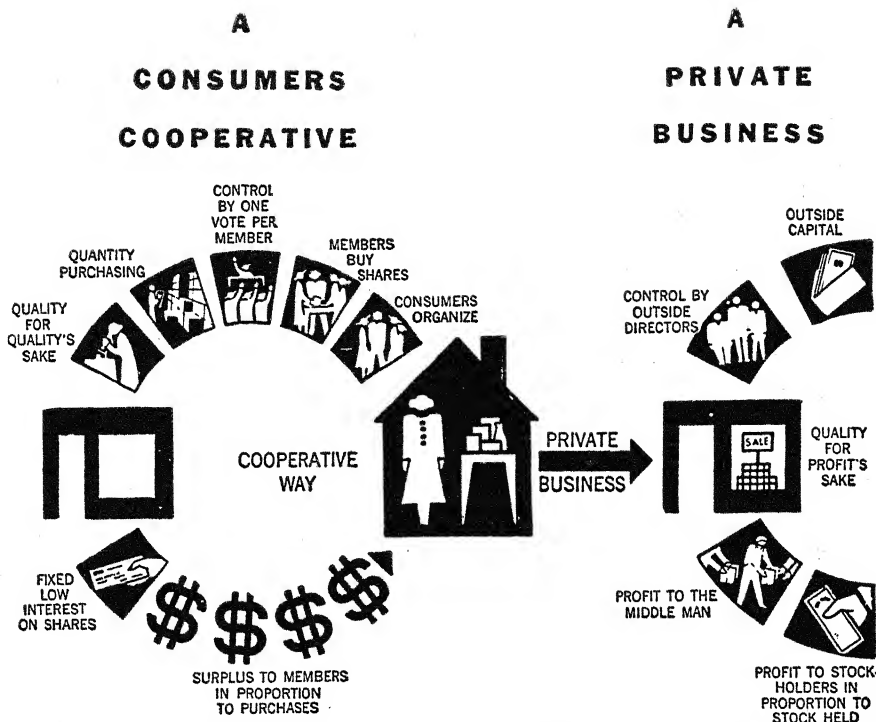 A
CONSUMERS
COOPERATIVE
CONTROL
BY ONE
VOTE PER
MEMBER
QUANTITY
PURCHASING
MEMBERS
BUY
SHARES
QUALITY
FOR
QUALITY'S
SAKE
CONSUMERS
ORGANIZE
COOPERATIVE
WAY
FIXED
LOW
INTEREST
ON SHARES
$ $ $ $
SURPLUS TO MEMBERS
IN PROPORTION
TO PURCHASES
PRIVATE
BUSINESS
A
PRIVATE
BUSINESS
OUTSIDE
CAPITAL
CONTROL BY
OUTSIDE
DIRECTORS
SALE
QUALITY
FOR
PROFIT'S
SAKE
PROFIT TO THE
MIDDLE MAN
PROFIT TO STOCK-
HOLDERS IN
PROPORTION TO
STOCK HELD